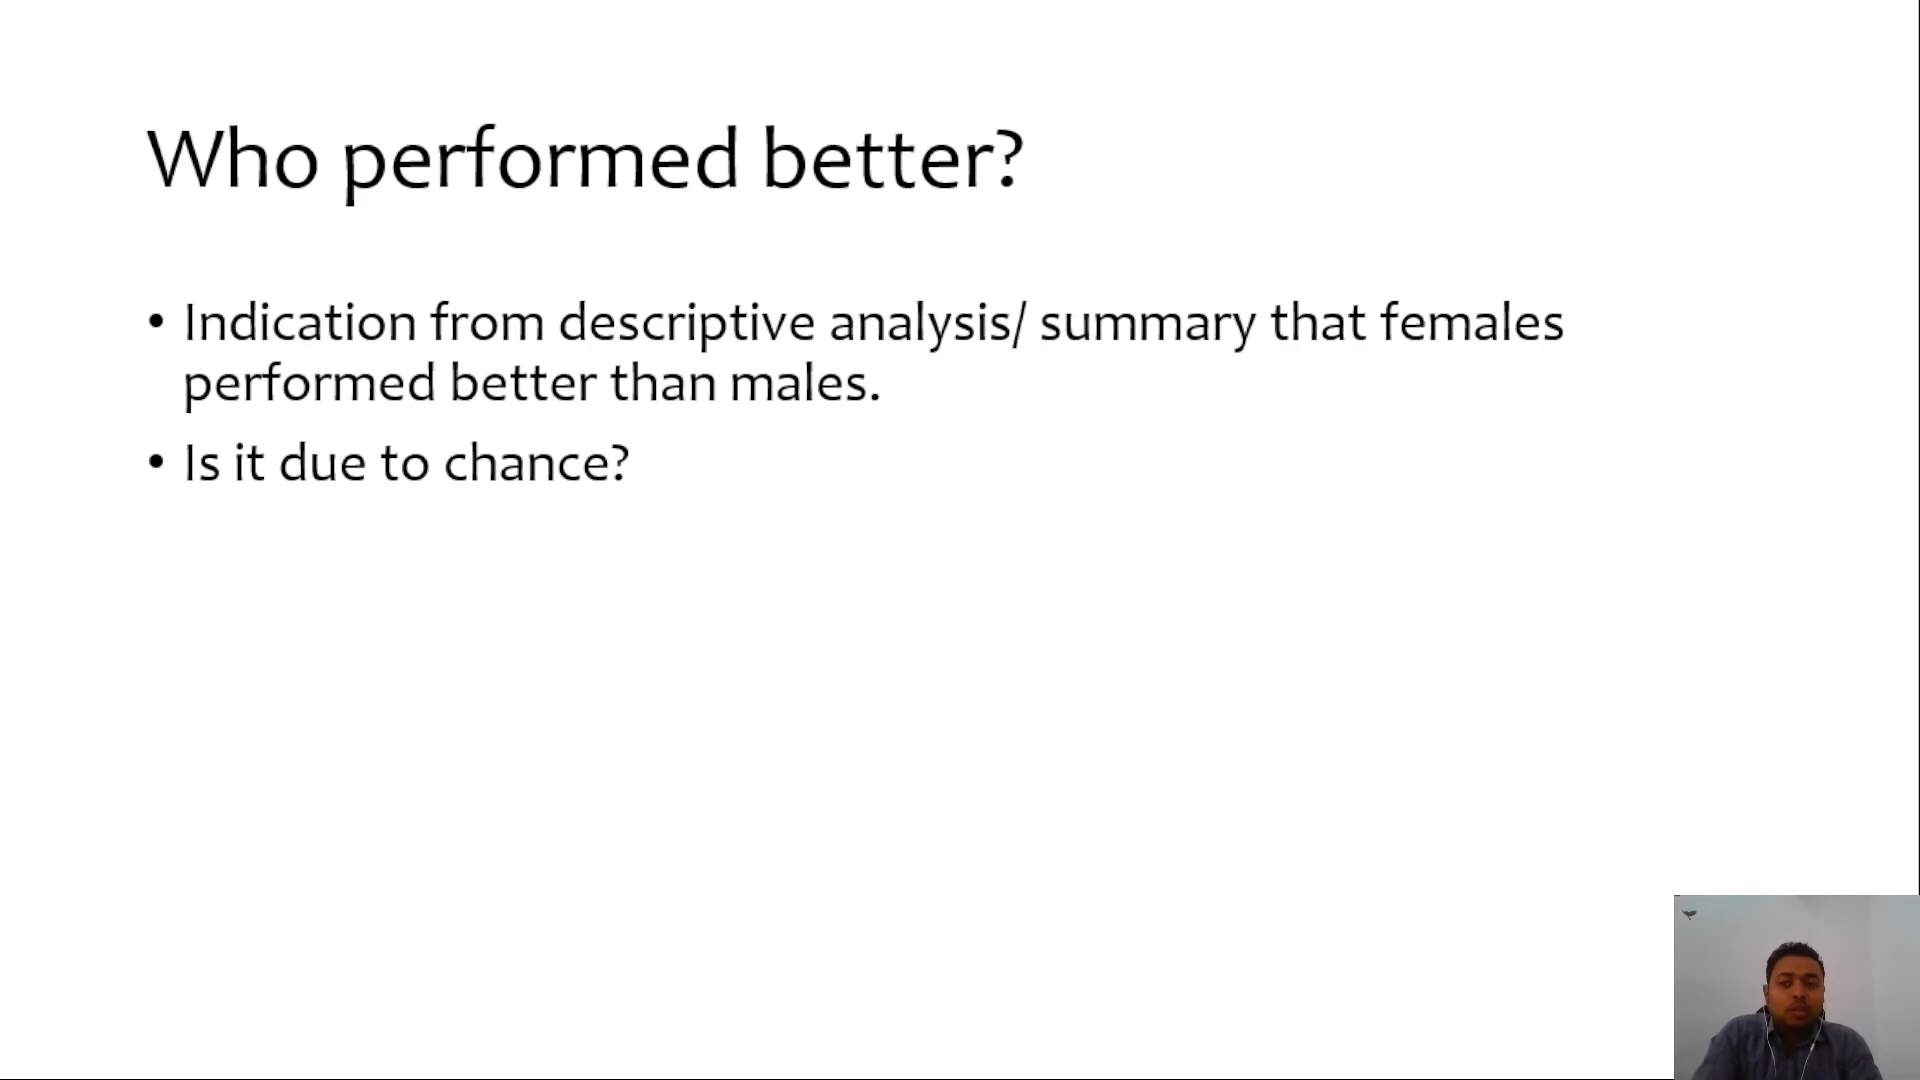 Who performed better?
• Indication from descriptive analysis/ summary that females
performed better than males.
• Is it due to chance?